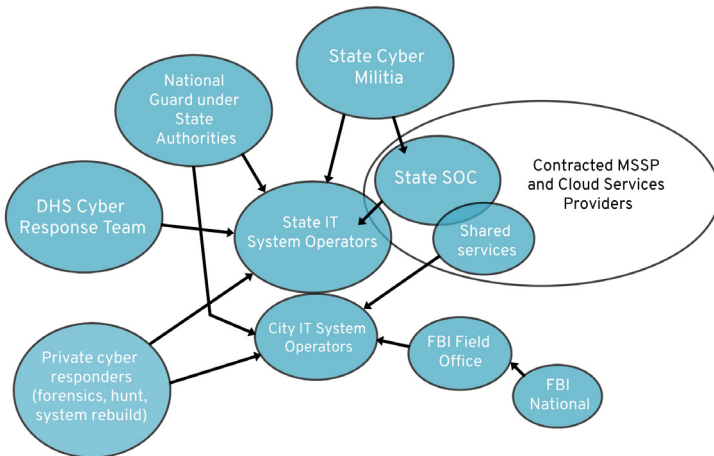 State Cyber
Militia
National
Guard under
State
Authorities
Contracted MSSP
and Cloud Services
Providers
State SOC
DHS Cyber
Response Team
State IT
System Operators
Shared
services
City IT System
Operators
FBI Field
Office
Private cyber
responders
(forensics, hunt,
system rebuild)
FBI
National